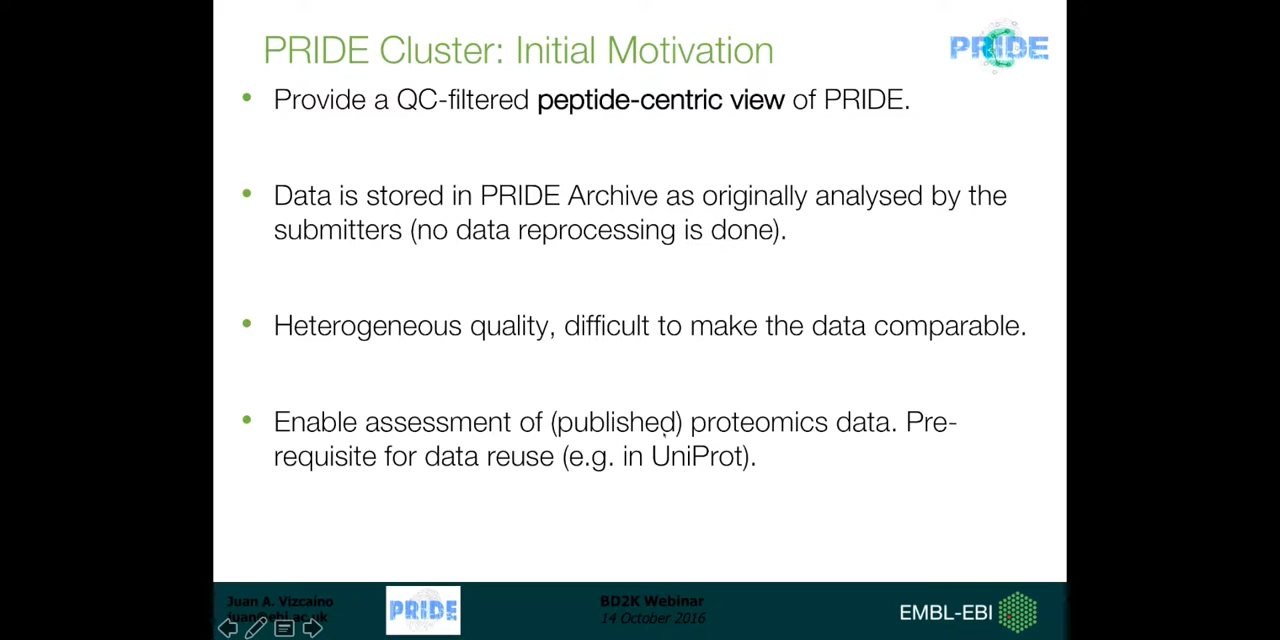 PRIDE Cluster: Initial Motivation
PRIDE
• Provide a QC-filtered peptide-centric view of PRIDE.
• Data is stored in PRIDE Archive as originally analysed by the
submitters (no data reprocessing is done).
• Heterogeneous quality, difficult to make the data comparable.
• Enable assessment of (published) proteomics data. Pre-
requisite for data reuse (e.g. in UniProt).
Juan A. Vizcaino
juan@ebi.ac.uk
PRIDE
BD2K Webinar
14 October 2016
EMBL-EBI